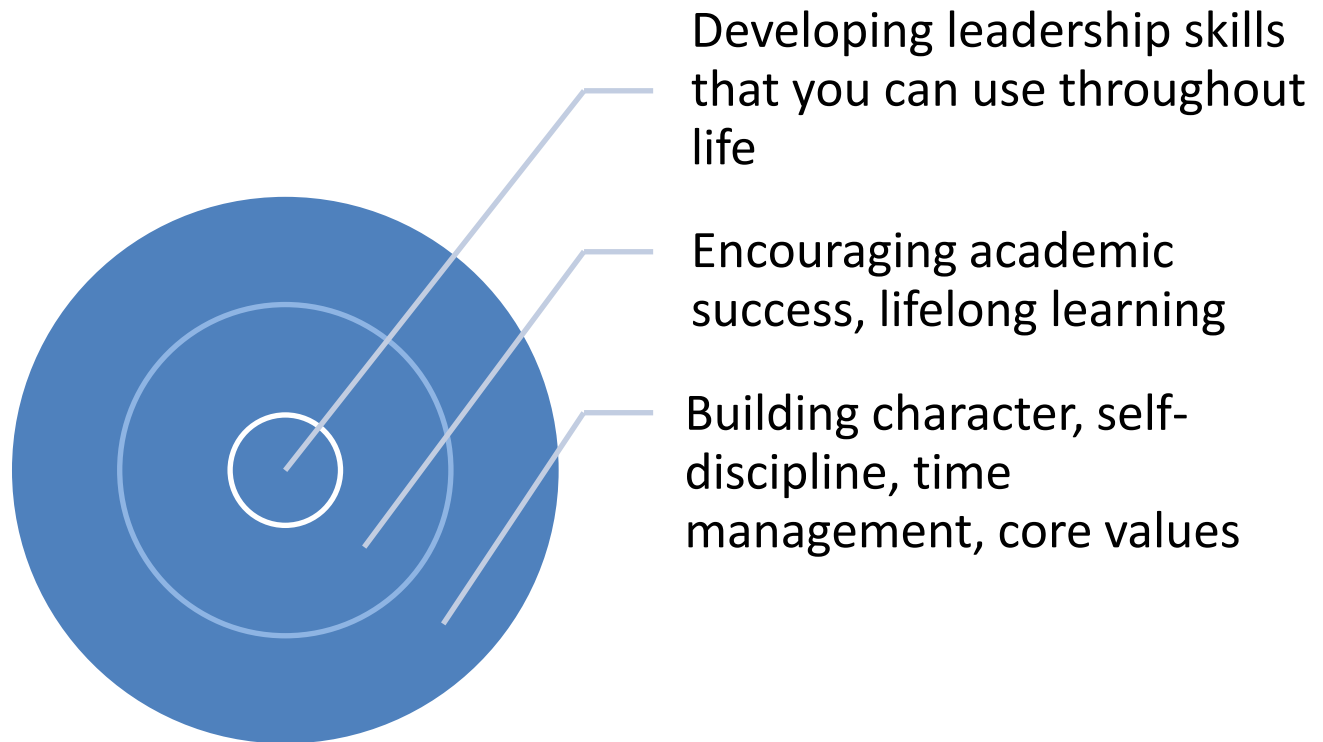 Developing leadership skills
that you can use throughout
life
Encouraging academic
success, lifelong learning
Building character, self-
discipline, time
management, core values